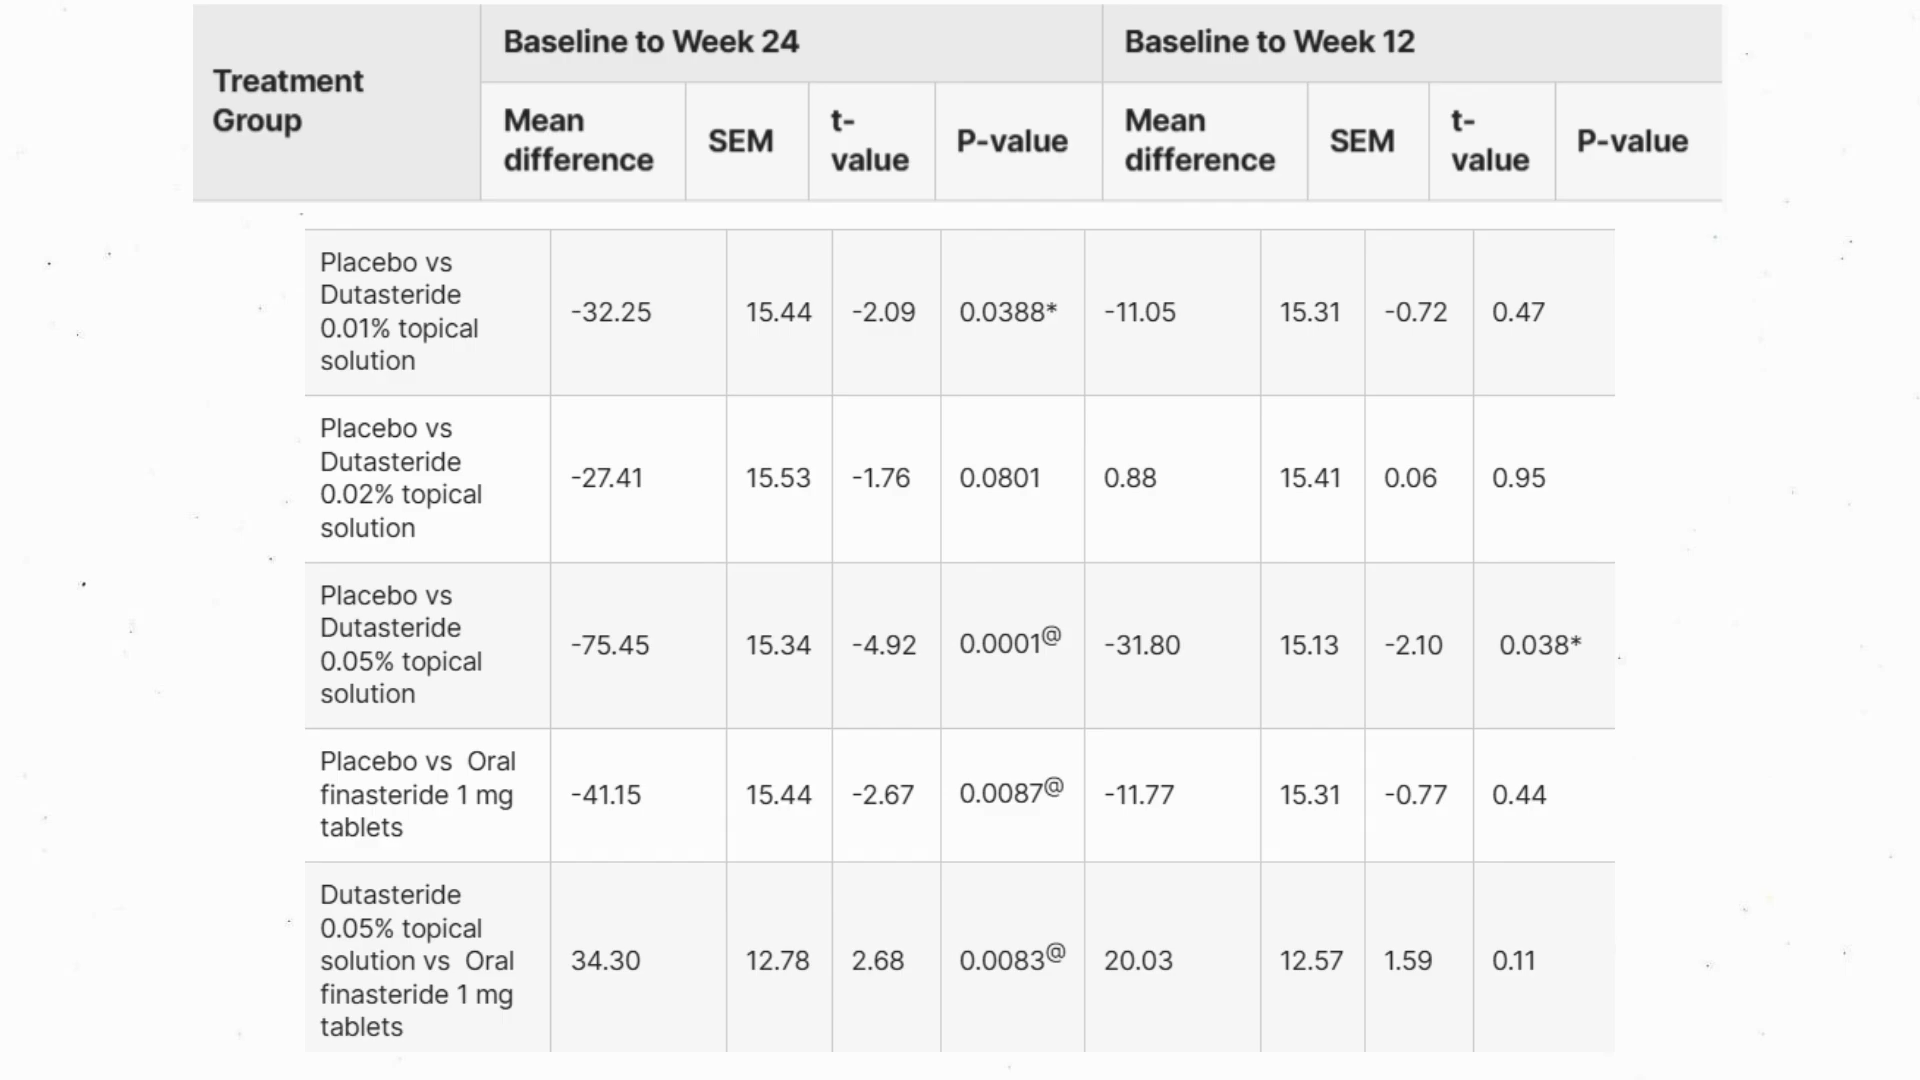 Treatment Group
Baseline to Week 24
Baseline to Week 12
Mean difference
SEM
t-value
P-value
Mean difference
SEM
t-value
P-value
Placebo vs
Dutasteride
0.01% topical
solution
-32.25 15.44 -2.09 0.0388* -11.05 15.31 -0.72 0.47
Placebo vs
Dutasteride
0.02% topical
solution
-27.41 15.53 -1.76 0.0801 0.88 15.41 0.06 0.95
Placebo vs
Dutasteride
0.05% topical
solution
-75.45 15.34 -4.92 0.0001@ -31.80 15.13 -2.10 0.038*
Placebo vs Oral
finasteride 1 mg
tablets
-41.15 15.44 -2.67 0.0087@ -11.77 15.31 -0.77 0.44
Dutasteride
0.05% topical
solution vs Oral
finasteride 1 mg
tablets
34.30 12.78 2.68 0.0083@ 20.03 12.57 1.59 0.11